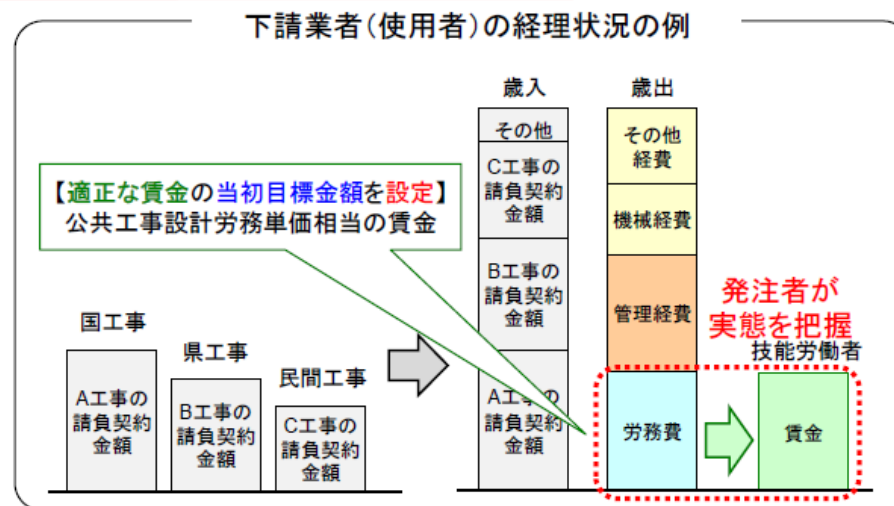 下請業者(使用者)の経理状況の例
歳入
歳出
その他
C工事の
請負契約
金額
B工事の
請負契約
金額
A工事の
請負契約
金額
その他
経費
機械経費
管理経費
労務費
【適正な賃金の当初目標金額を設定】
公共工事設計労務単価相当の賃金
発注者が
実態を把握
技能労働者
賃金
国工事
A工事の
請負契約
金額
県工事
B工事の
請負契約
金額
民間工事
C工事の
請負契約
金額